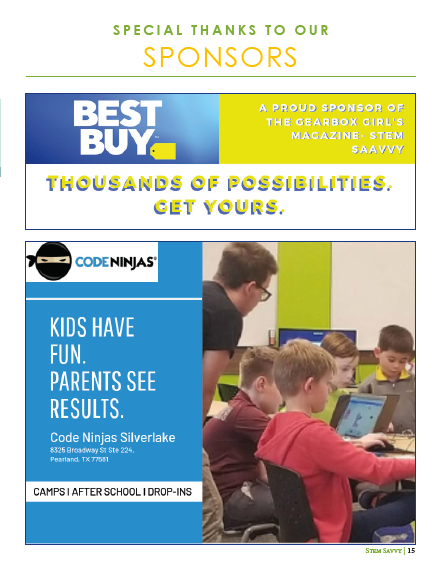 SPECIAL THANKS TO OUR
SPONSORS
BEST
BUY
A PROUD SPONSOR OF
THE GEARBOX GIRL'S
MAGAZINE- STEM
SAAVVY
THOUSANDS OF POSSIBILITIES.
GET YOURS.
CODE NINJAS
KIDS HAVE
FUN.
PARENTS SEE
RESULTS.
Code Ninjas Silverlake
8325 Broadway St Ste 224,
Pearland, TX 77581
CAMPS | AFTER SCHOOL | DROP-INS
STEM SAVVY | 15